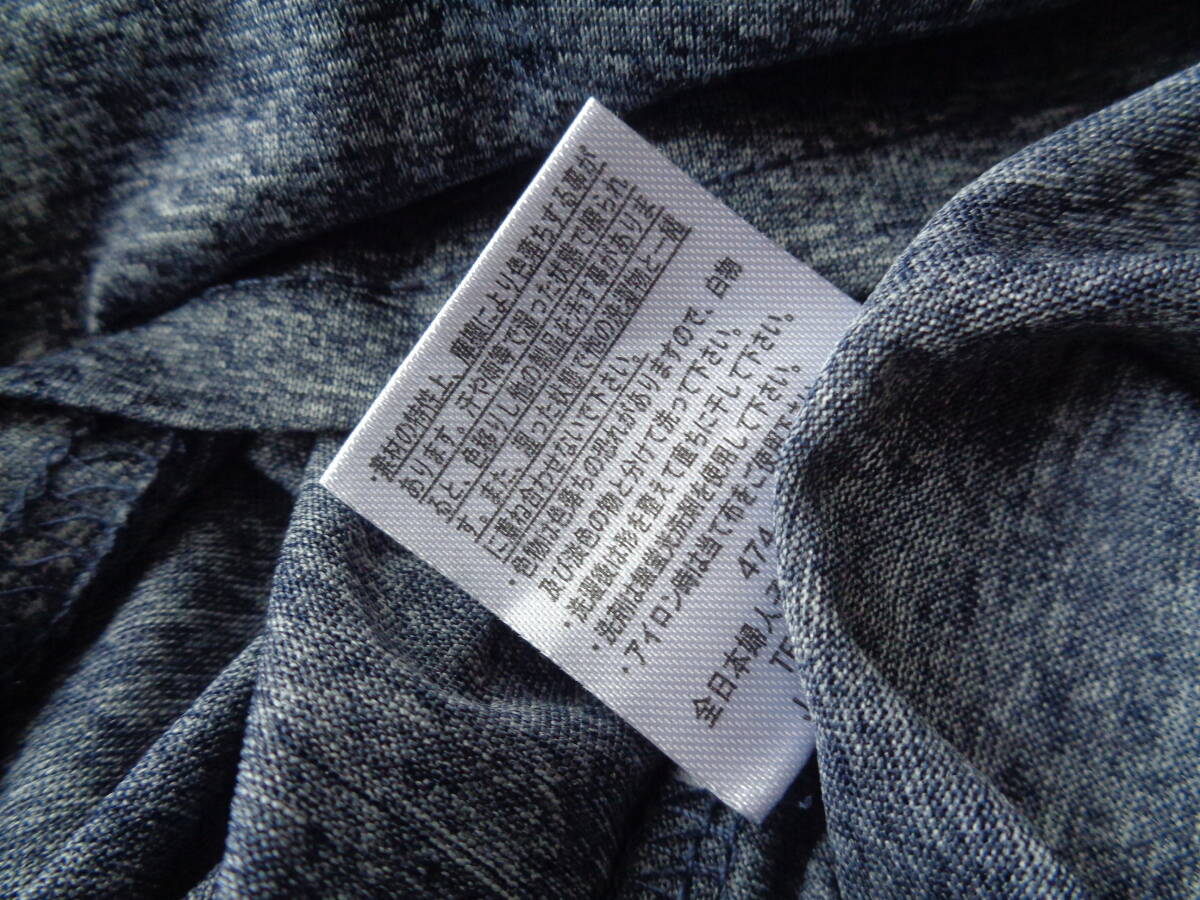 ・素材の特性上、摩擦により色落ちする事が
あります。汗や雨等で湿った状態で擦られ
ると、色移りし他の製品を汚す事がありま
す。また、湿った状態で他の洗濯物と一緒
に重ね合わせないで下さい。
・色物は色落ちの恐れがありますので、白物
及び淡色の物と分けて洗って下さい。
・洗濯後は形を整えて直ちに干して下さい。
・洗剤は無蛍光洗剤を使用して下さい。
・アイロン時は当て布をご使用下さ
474
全日本婦人子
TE